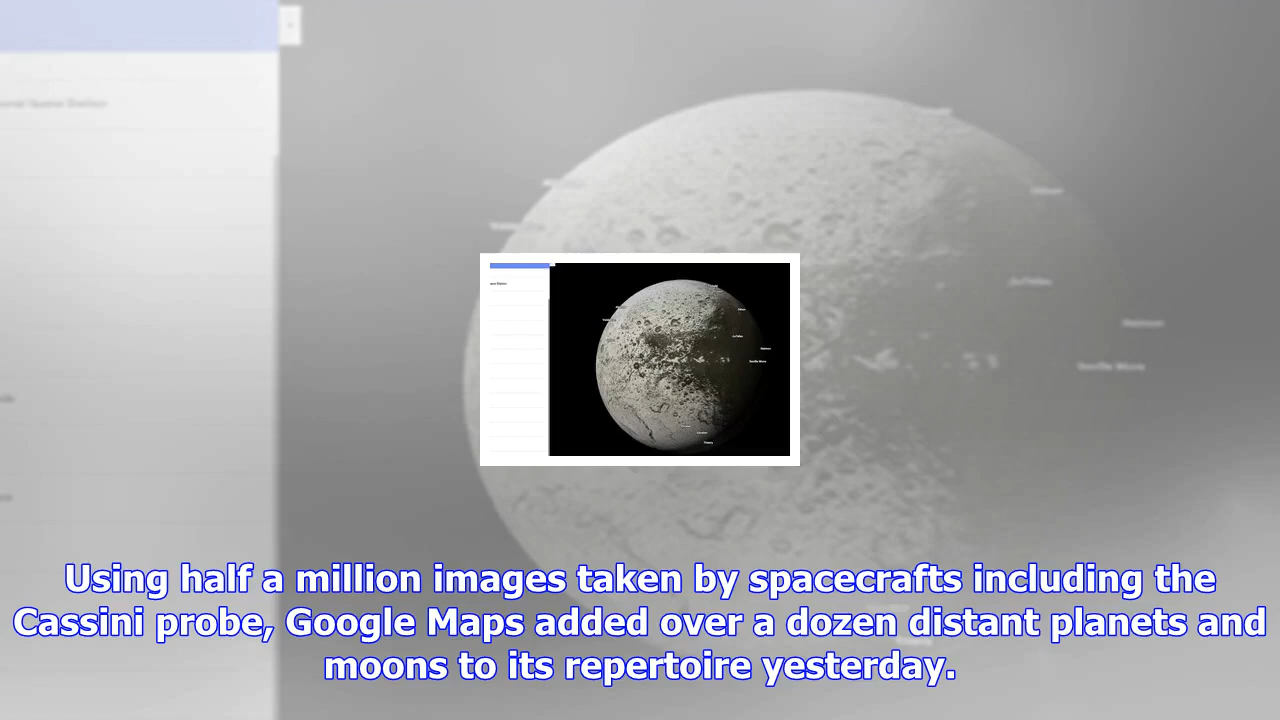 Using half a million images taken by spacecrafts including the
Cassini probe, Google Maps added over a dozen distant planets and
moons to its repertoire yesterday.